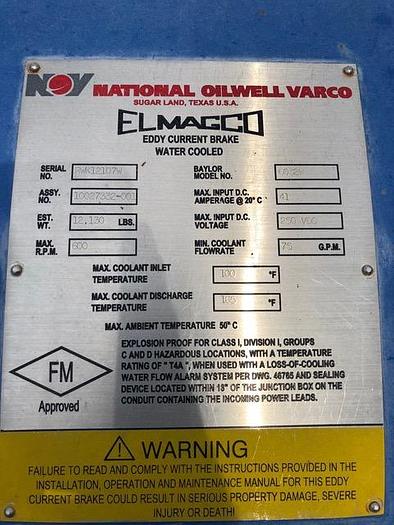 NOV NATIONAL OILWELL VARCO
SUGAR LAND, TEXAS U.S.A.
ELMAGCO
EDDY CURRENT BRAKE
WATER COOLED
SERIAL NO. BAYLOR MODEL NO.
ASSY. NO. 10027332-001 MAX. INPUT D.C. AMPERAGE @ 20° C 41
EST. WT. 12,130 LBS. MAX. INPUT D.C. VOLTAGE 250 VDC
MAX. R.P.M. 600 MIN. COOLANT FLOWRATE 75 G.P.M.
MAX. COOLANT INLET TEMPERATURE 100 °F
MAX. COOLANT DISCHARGE TEMPERATURE 165 °F
MAX. AMBIENT TEMPERATURE 50° C
EXPLOSION PROOF FOR CLASS I, DIVISION I, GROUPS
C AND D HAZARDOUS LOCATIONS, WITH A TEMPERATURE
RATING OF "T4A", WHEN USED WITH A LOSS-OF-COOLING
WATER FLOW ALARM SYSTEM PER DWG. 46765 AND SEALING
DEVICE LOCATED WITHIN 18" OF THE JUNCTION BOX ON THE
CONDUIT CONTAINING THE INCOMING POWER LEADS.
FM
Approved
WARNING
FAILURE TO READ AND COMPLY WITH THE INSTRUCTIONS PROVIDED IN THE
INSTALLATION, OPERATION AND MAINTENANCE MANUAL FOR THIS EDDY
CURRENT BRAKE COULD RESULT IN SERIOUS PROPERTY DAMAGE, SEVERE
INJURY OR DEATH!